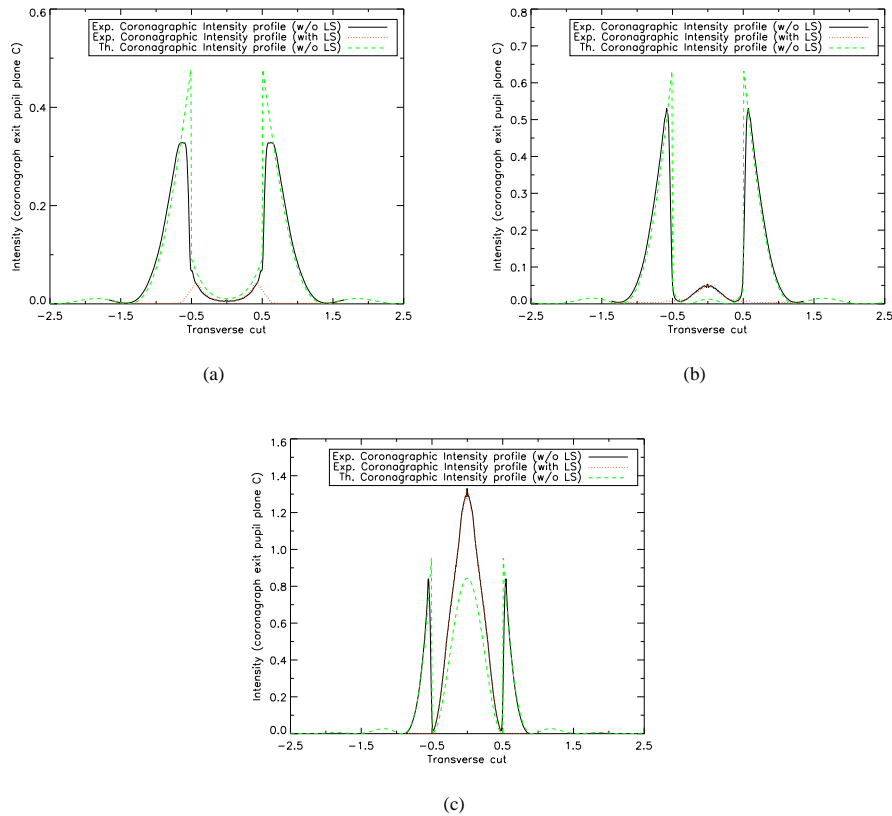 Exp. Coronagraphic Intensity profile (w/o LS)
Exp. Coronagraphic Intensity profile (with LS)
Th. Coronagraphic Intensity profile (w/o LS)
Intensity (coronagraph exit pupil plane C)
0.6
0.4
0.2
0.0
-2.5 -1.5 -0.5 0.5 1.5 2.5
Transverse cut
(a)
Exp. Coronagraphic Intensity profile (w/o LS)
Exp. Coronagraphic Intensity profile (with LS)
Th. Coronagraphic Intensity profile (w/o LS)
Intensity (coronagraph exit pupil plane C)
0.8
0.7
0.6
0.5
0.4
0.3
0.2
0.1
0.0
-2.5 -1.5 -0.5 0.5 1.5 2.5
Transverse cut
(b)
Exp. Coronagraphic Intensity profile (w/o LS)
Exp. Coronagraphic Intensity profile (with LS)
Th. Coronagraphic Intensity profile (w/o LS)
Intensity (coronagraph exit pupil plane C)
1.6
1.4
1.2
1.0
0.8
0.6
0.4
0.2
0.0
-2.5 -1.5 -0.5 0.5 1.5 2.5
Transverse cut
(c)